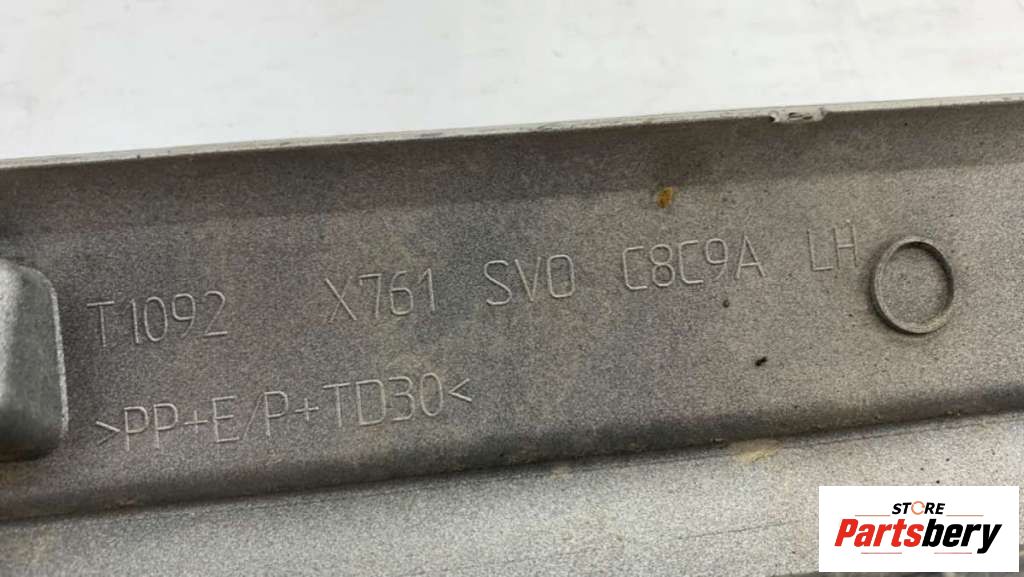 T1092 X761 SVO C8C9A LH
>PP+E/P+TD30<
STORE
Partsbery